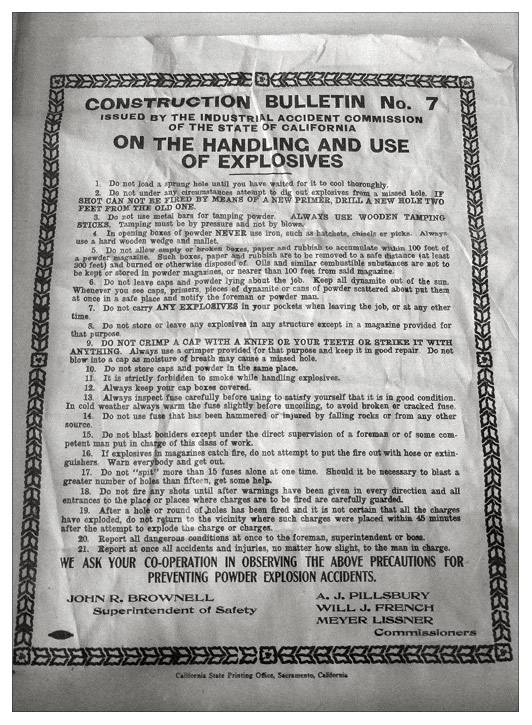 CONSTRUCTION BULLETIN No. 7
ISSUED BY THE INDUSTRIAL ACCIDENT COMMISSION
OF THE STATE OF CALIFORNIA
ON THE HANDLING AND USE
OF EXPLOSIVES
1. Do not load a sprung hole until you have waited for it to cool thoroughly.
2. Do not under any circumstances attempt to dig out explosives from a missed hole. IF
SHOT CAN NOT BE FIRED BY MEANS OF A NEW PRIMER, DRILL A NEW HOLE TWO
FEET FROM THE OLD ONE.
3. Do not use metal bars for tamping powder. ALWAYS USE WOODEN TAMPING
STICKS. Tamping must be by pressure and not by blows.
4. In opening boxes of powder NEVER use iron, such as hatchets, chisels or picks. Always
use a hard wooden wedge and mallet.
5. Do not allow empty or broken boxes, paper and rubbish to accumulate within 100 feet of
a powder magazine. Such boxes, paper and rubbish are to be removed to a safe distance (at least
200 feet) and burned or otherwise disposed of. Oils and similar combustible substances are not to
be kept or stored in powder magazines, or nearer than 100 feet from said magazine.
6. Do not leave caps and powder lying about the job. Keep all dynamite out of the sun.
Whenever you see caps, primers, pieces of dynamite or cans of powder scattered about put them
at once in a safe place and notify the foreman or powder man.
7. Do not carry ANY EXPLOSIVES in your pockets when leaving the job, or at any other
time.
8. Do not store or leave any explosives in any structure except in a magazine provided for
that purpose.
9. DO NOT CRIMP A CAP WITH A KNIFE OR YOUR TEETH OR STRIKE IT WITH
ANYTHING. Always use a crimper provided for that purpose and keep it in good repair. Do not
blow into a cap as moisture of breath may cause a missed hole.
10. Do not store caps and powder in the same place.
11. It is strictly forbidden to smoke while handling explosives.
12. Always keep your cap boxes covered.
13. Always inspect fuse carefully before using to satisfy yourself that it is in good condition.
In cold weather always warm the fuse slightly before uncoiling, to avoid broken or cracked fuse.
14. Do not use fuse that has been hammered or injured by falling rocks or from any other
source.
15. Do not blast boulders except under the direct supervision of a foreman or of some com-
petent man put in charge of this class of work.
16. If explosives in magazines catch fire, do not attempt to put the fire out with hose or extin-
guishers. Warn everybody and get out.
17. Do not "spit" more than 15 fuses alone at one time. Should it be necessary to blast a
greater number of holes than fifteen, get some help.
18. Do not fire any shots until after warnings have been given in every direction and all
entrances to the place or places where charges are to be fired are carefully guarded.
19. After a hole or round of holes has been fired and it is not certain that all the charges
have exploded, do not return to the vicinity where such charges were placed within 45 minutes
after the attempt to explode the charge or charges.
20. Report all dangerous conditions at once to the foreman, superintendent or boss.
21. Report at once all accidents and injuries, no matter how slight, to the man in charge.
WE ASK YOUR CO-OPERATION IN OBSERVING THE ABOVE PRECAUTIONS FOR
PREVENTING POWDER EXPLOSION ACCIDENTS.
JOHN R. BROWNELL
Superintendent of Safety
A. J. PILLSBURY
WILL J. FRENCH
MEYER LISSNER
Commissioners
California State Printing Office, Sacramento, California